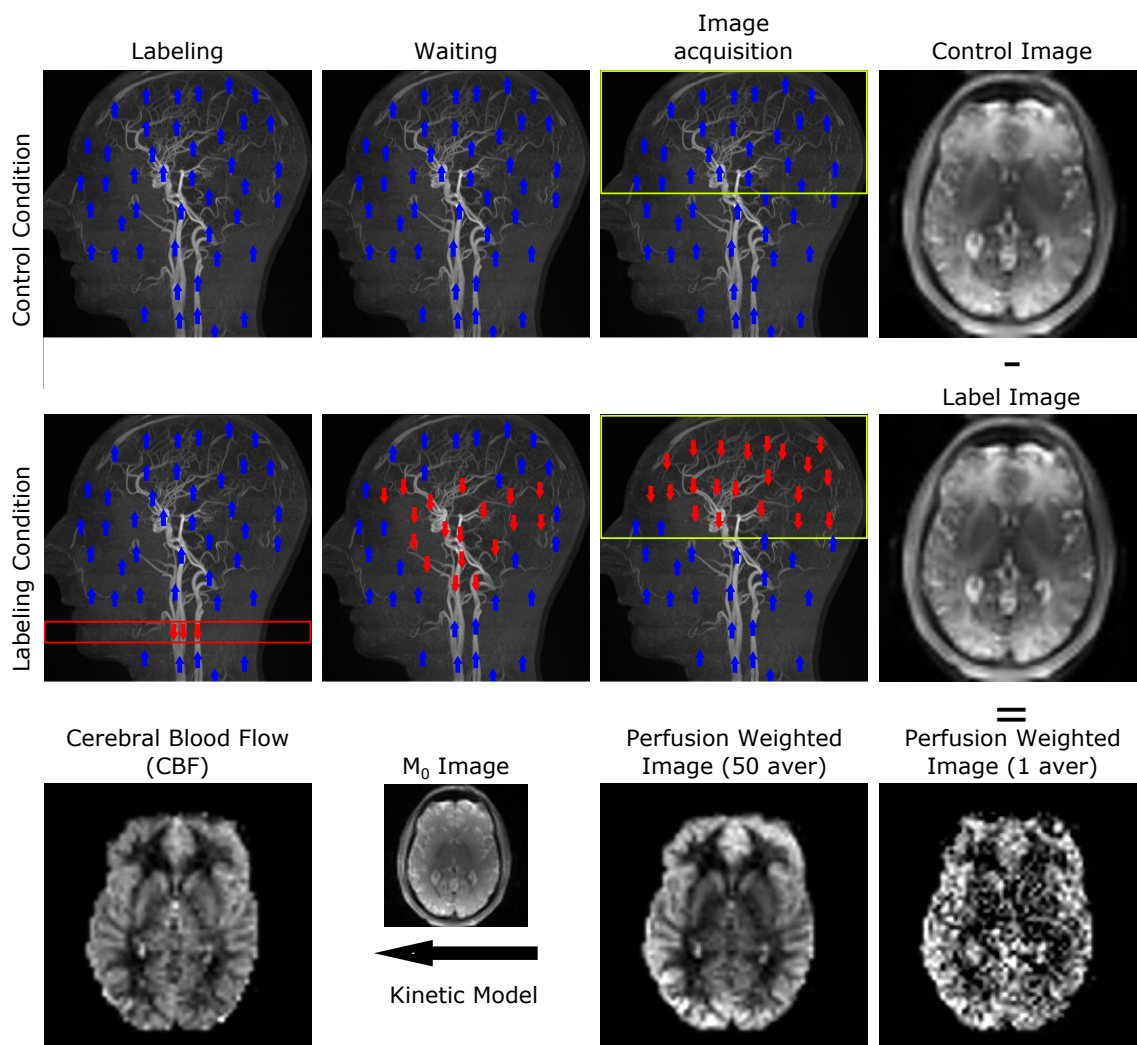 Labeling
Waiting
Image
acquisition
Control Image
Control Condition
-
Label Image
Labeling Condition
=
Cerebral Blood Flow
(CBF)
M₀ Image
Perfusion Weighted
Image (50 aver)
Perfusion Weighted
Image (1 aver)
Kinetic Model